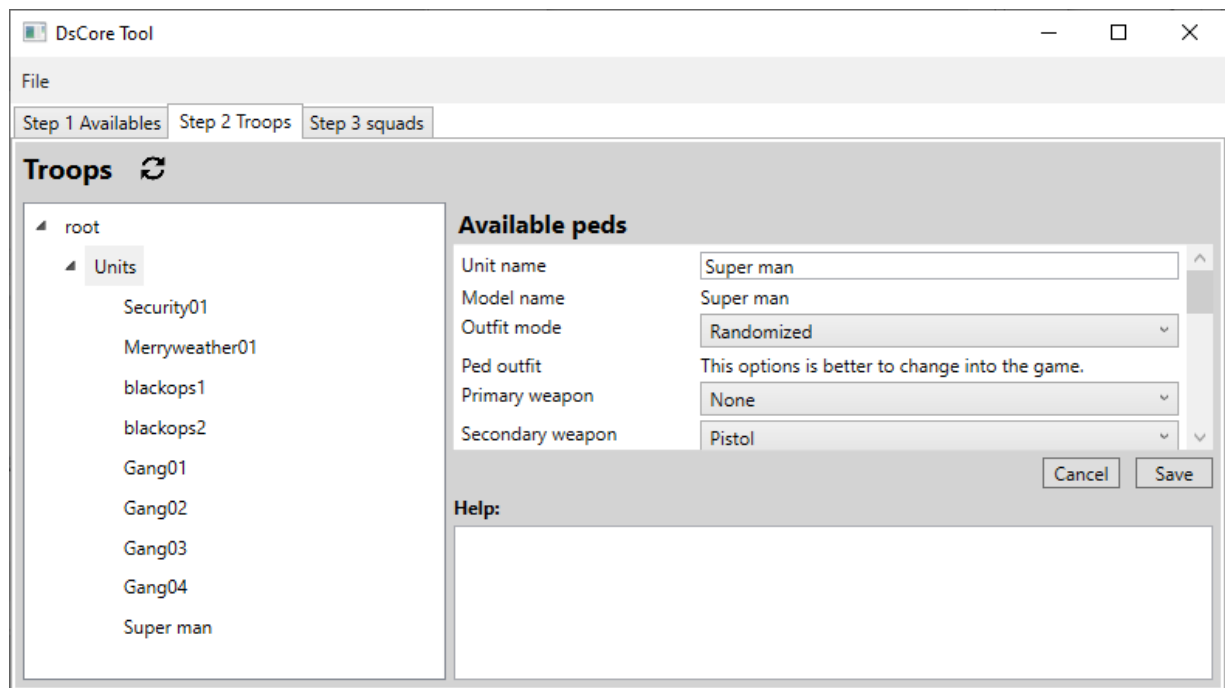 DsCore Tool
File
Step 1 Availables
Step 2 Troops
Step 3 squads
Troops
root
Units
Security01
Merryweather01
blackops1
blackops2
Gang01
Gang02
Gang03
Gang04
Super man
Available peds
Unit name
Super man
Model name
Super man
Outfit mode
Randomized
Ped outfit
This options is better to change into the game.
Primary weapon
None
Secondary weapon
Pistol
Cancel
Save
Help: